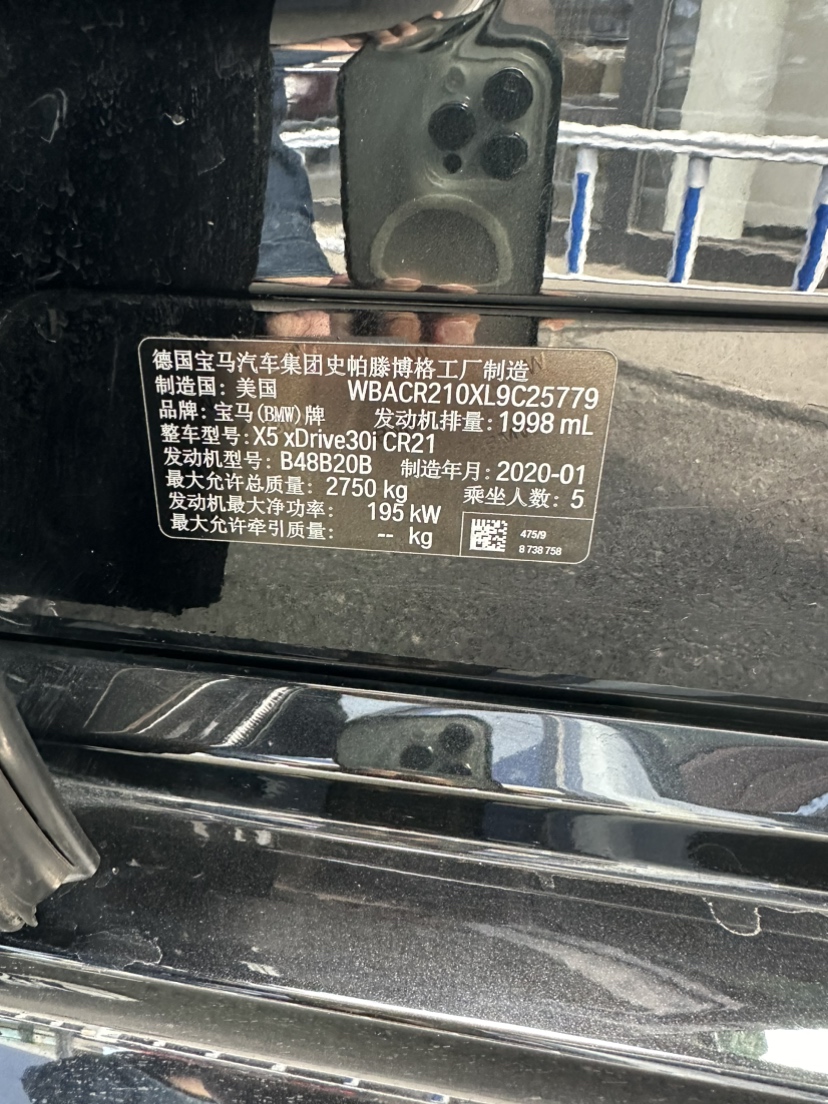 德国宝马汽车集团史帕滕博格工厂制造
制造国: 美国 WBACR210XL9C25779
品牌: 宝马(BMW)牌 发动机排量: 1998 mL
整车型号: X5 xDrive30i CR21
发动机型号: B48B20B 制造年月: 2020-01
最大允许总质量: 2750 kg 乘坐人数: 5
发动机最大净功率: 195 kW
最大允许牵引质量: -- kg
475/9
8 738 758